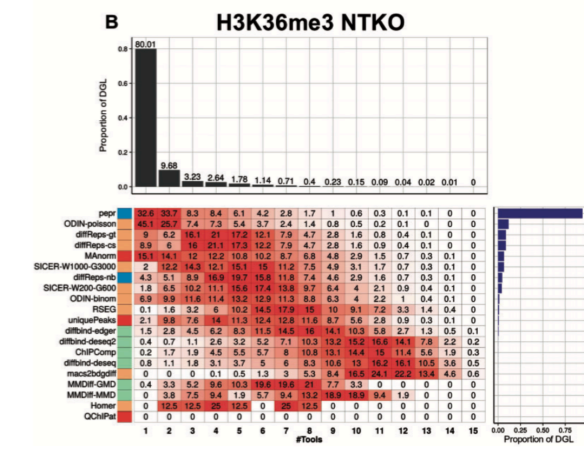 B H3K36me3 NTKO
Proportion of DGL
0.8
0.6
0.4
0.2
0.0
80.01 9.68 3.23 2.64 1.78 1.14 0.71 0.4 0.23 0.15 0.09 0.04 0.02 0.01 0
pepr 32.6 33.7 8.3 8.4 6.1 4.2 2.8 1.7 1 0.6 0.3 0.1 0.1 0 0
ODIN-poisson 45.1 25.7 7.4 7.3 5.4 3.7 2.4 1.4 0.8 0.5 0.2 0.1 0 0 0
diffReps-gt 9 6.2 16.1 21 17.2 12.1 7.9 4.7 2.8 1.6 0.9 0.4 0.1 0 0
diffReps-cs 8.9 6 16 21.1 17.3 12.2 7.9 4.7 2.8 1.6 0.9 0.4 0.1 0 0
MAnorm 15.1 14.1 12 12.2 10.8 10.2 8.7 6.8 4.8 2.9 1.5 0.7 0.3 0.1 0
SICER-W1000-G3000 2 12.2 14.3 12.1 15.1 15 11.2 7.5 4.9 3.1 1.7 0.7 0.3 0.1 0
diffReps-nb 4.3 5.1 8.9 16.9 19.7 15.8 11.8 7.4 4.6 2.9 1.6 0.7 0.3 0.1 0
SICER-W200-G600 1.8 6.5 10.2 11.1 15.6 17.4 13.8 9.7 6.4 4 2.1 0.9 0.4 0.1 0
ODIN-binom 6.9 9.9 11.6 11.4 13.2 12.9 11.3 8.8 6.3 4 2.2 1 0.4 0.1 0
RSEG 0.1 1.6 3.2 6 10.2 14.5 17.9 15 10 9.1 7.2 3.3 1.4 0.4 0
uniquePeaks 2.1 9.8 7.6 14 11.3 12.4 12.8 11.6 8.7 5.6 2.8 0.9 0.3 0.1 0
diffbind-edger 1.5 2.8 4.5 6.2 8.3 11.5 14.5 16 14.1 10.3 5.8 2.7 1.3 0.5 0.1
diffbind-deseq2 0.4 0.7 1.1 2.6 3.2 5.2 7.1 10.3 13.2 15.2 16.6 14.1 7.8 2.2 0.2
ChIPComp 0.2 1.7 1.9 4.5 5.5 5.7 8 10.8 13.1 14.4 15 11.4 5.6 1.9 0.3
diffbind-deseq 0.8 1.1 1.8 3.1 3.7 5 6 8.3 10.6 13 16.2 16.1 10.5 3.6 0.5
macs2bdgdiff 0 0 0 0.1 0.5 1.3 3 5.3 8.4 16.5 24.1 22.2 13.4 4.6 0.6
MMDiff-GMD 0.4 3.3 5.2 9.6 10.3 19.6 19.6 21 7.7 3.3 0 0 0 0 0
MMDiff-MMD 0 3.8 7.5 9.4 1.9 5.7 9.4 13.2 18.9 18.9 9.4 1.9 0 0 0
Homer 0 12.5 12.5 25 12.5 0 25 12.5 0 0 0 0 0 0 0
QChIPat 0 0 0 0 0 0 0 0 0 0 0 0 0 0 0
1 2 3 4 5 6 7 8 9 10 11 12 13 14 15
#Tools
0.00 0.25 0.50 0.75
Proportion of DGL